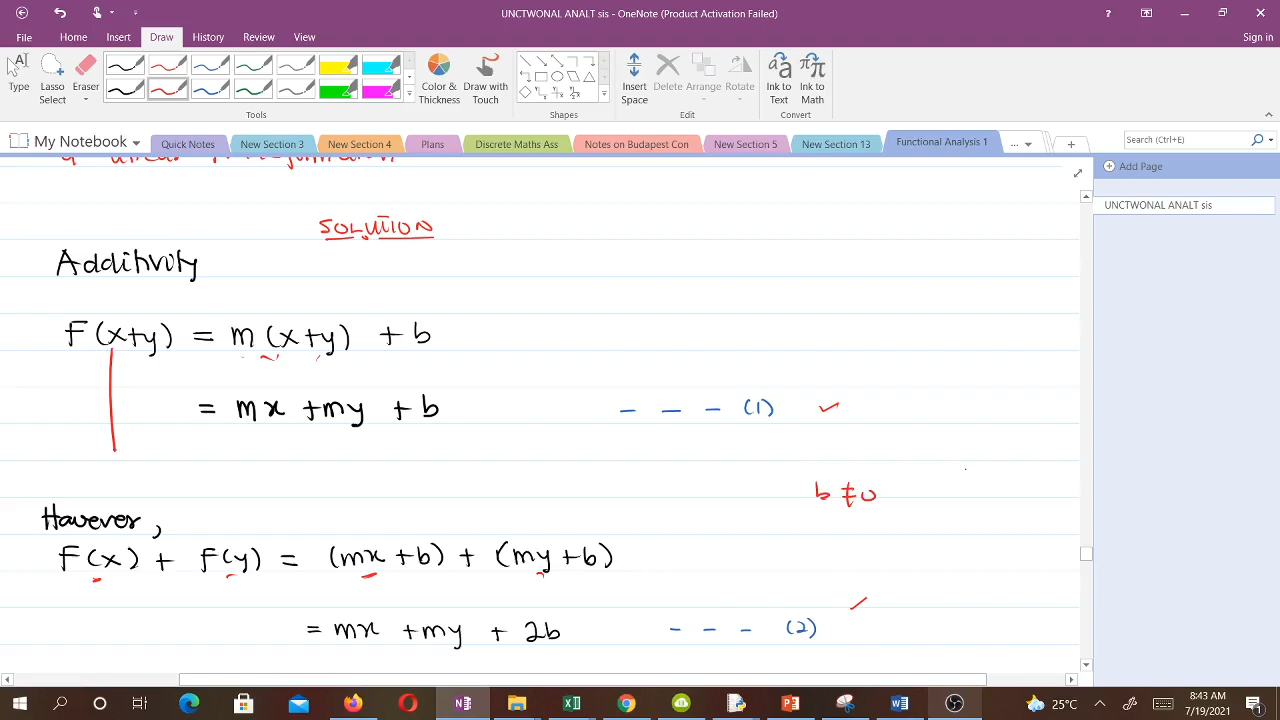 UNCTWONAL ANALT sis - OneNote (Product Activation Failed)
File Home Insert Draw History Review View Sign in
Type Lasso Select Eraser Color & Thickness Draw with Touch Insert Space Delete Arrange Rotate Ink to Text Ink to Math
Tools Shapes Edit Convert
My Notebook Quick Notes New Section 3 New Section 4 Plans Discrete Maths Ass Notes on Budapest Con New Section 5 New Section 13 Functional Analysis 1 ... Search (Ctrl+E)
Add Page
UNCTWONAL ANALT sis
SOLUTION
Additivity
F(x+y) = m(x+y) + b
= mx + my + b - - - (1)
b ≠ 0
However,
F(x) + F(y) = (mx + b) + (my + b)
= mx + my + 2b - - - (2)
25°C
8:43 AM
7/19/2021